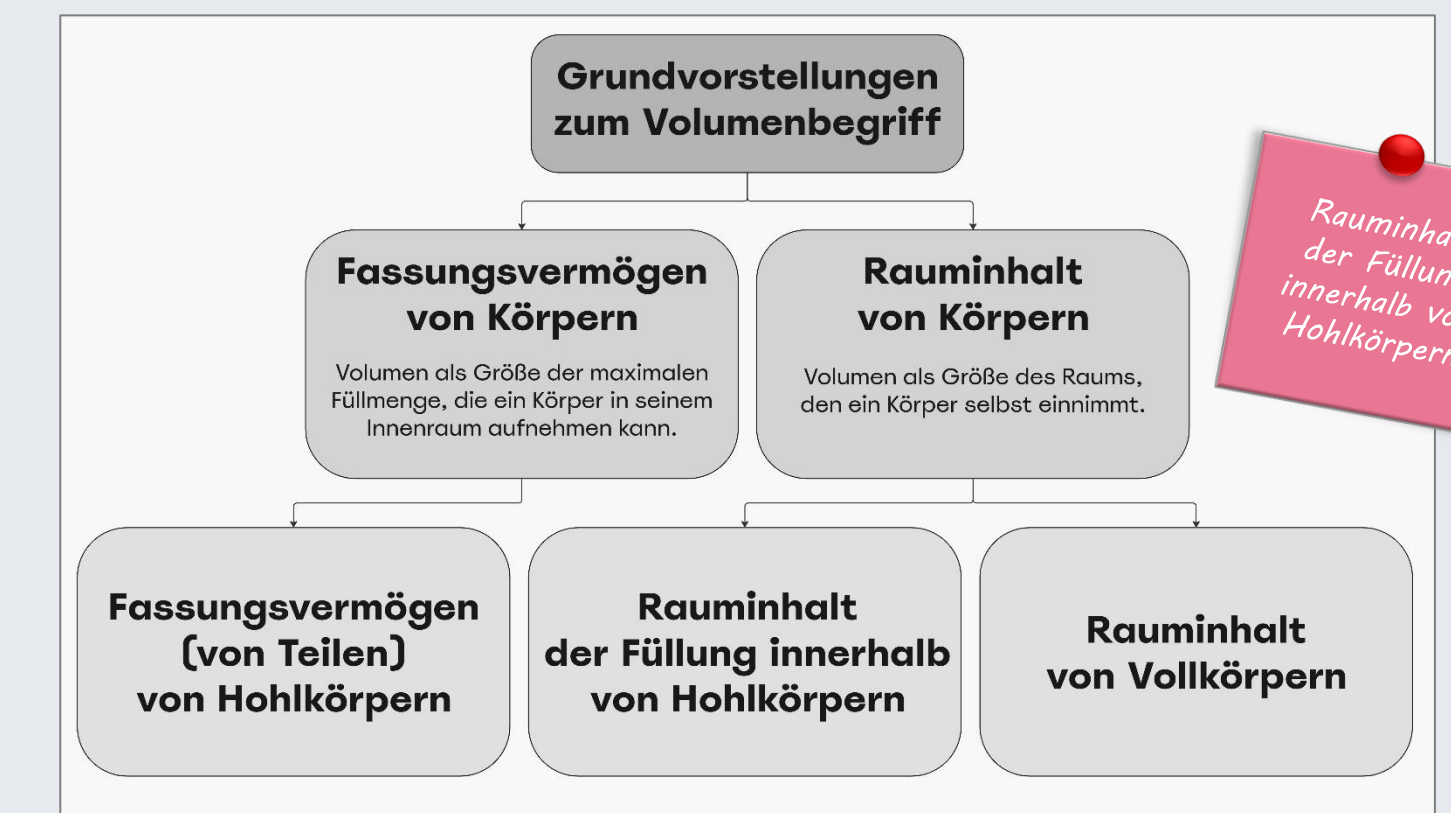 Grundvorstellungen
zum Volumenbegriff
Fassungsvermögen
von Körpern
Volumen als Größe der maximalen
Füllmenge, die ein Körper in seinem
Innenraum aufnehmen kann.
Rauminhalt
von Körpern
Volumen als Größe des Raums,
den ein Körper selbst einnimmt.
der
innerhalb
Fassungsvermögen
(von Teilen)
von Hohlkörpern
Rauminhalt
der Füllung innerhalb
von Hohlkörpern
Rauminhalt
von Vollkörpern